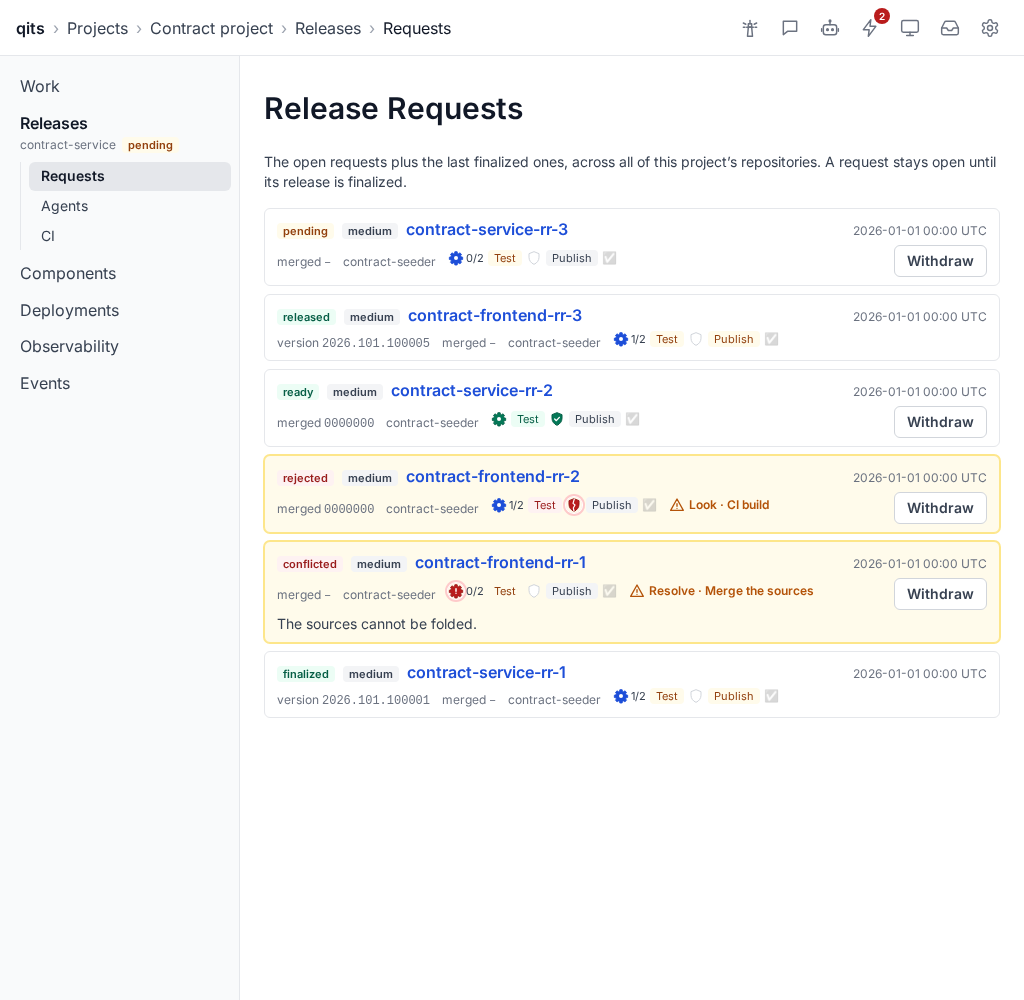 qits › Projects › Contract project › Releases › Requests
2
Work
Releases
contract-service pending
Requests
Agents
CI
Components
Deployments
Observability
Events
Release Requests
The open requests plus the last finalized ones, across all of this project's repositories. A request stays open until
its release is finalized.
pending medium contract-service-rr-3 2026-01-01 00:00 UTC
merged – contract-seeder 0/2 Test Publish Withdraw
released medium contract-frontend-rr-3 2026-01-01 00:00 UTC
version 2026.101.100005 merged – contract-seeder 1/2 Test Publish
ready medium contract-service-rr-2 2026-01-01 00:00 UTC
merged 0000000 contract-seeder Test Publish Withdraw
rejected medium contract-frontend-rr-2 2026-01-01 00:00 UTC
merged 0000000 contract-seeder 1/2 Test Publish Look · CI build Withdraw
conflicted medium contract-frontend-rr-1 2026-01-01 00:00 UTC
merged – contract-seeder 0/2 Test Publish Resolve · Merge the sources Withdraw
The sources cannot be folded.
finalized medium contract-service-rr-1 2026-01-01 00:00 UTC
version 2026.101.100001 merged – contract-seeder 1/2 Test Publish